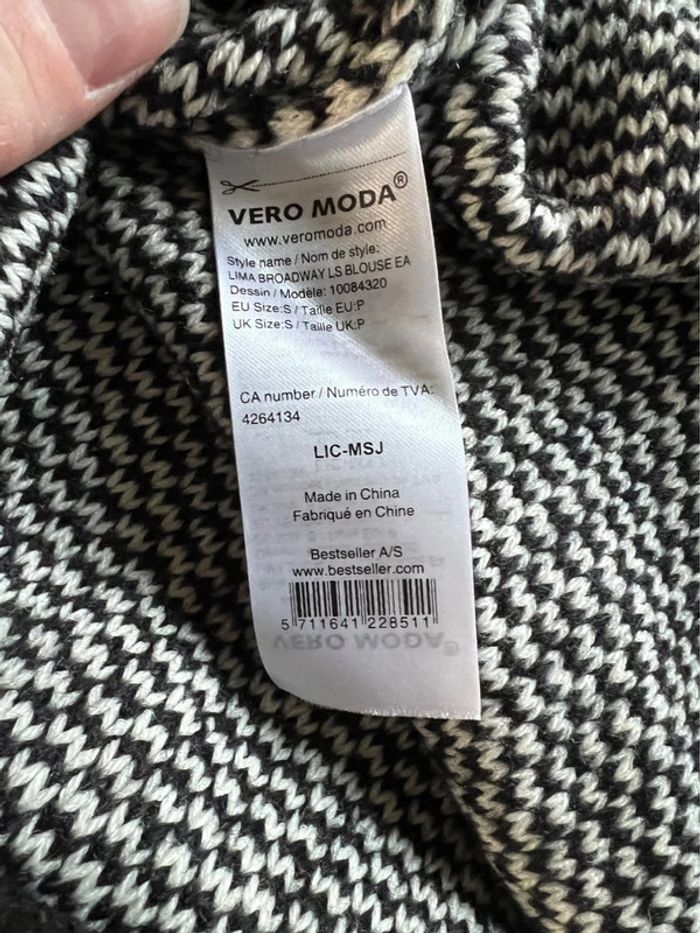 VERO MODA®
www.veromoda.com
Style name / Nom de style:
LIMA BROADWAY LS BLOUSE EA
Dessin / Modèle: 10084320
EU Size:S / Taille EU:P
UK Size:S / Taille UK:P
CA number / Numéro de TVA:
4264134
LIC-MSJ
Made in China
Fabriqué en Chine
Bestseller A/S
www.bestseller.com
5 711641 228511
VERO MODA®